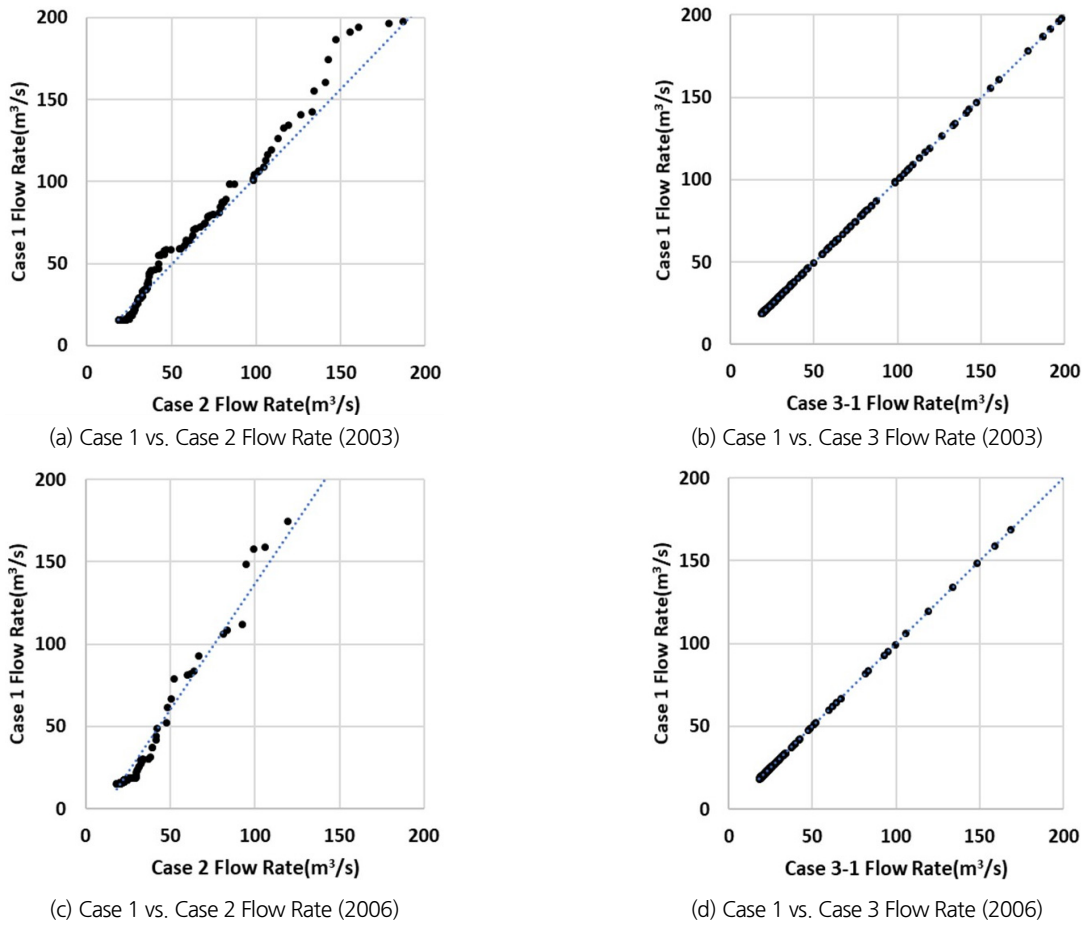 200
150
100
50
0
Case 1 Flow Rate(m³/s)
0 50 100 150 200
Case 2 Flow Rate(m³/s)
(a) Case 1 vs. Case 2 Flow Rate (2003)
200
150
100
50
0
Case 1 Flow Rate(m³/s)
0 50 100 150 200
Case 3-1 Flow Rate(m³/s)
(b) Case 1 vs. Case 3 Flow Rate (2003)
200
150
100
50
0
Case 1 Flow Rate(m³/s)
0 50 100 150 200
Case 2 Flow Rate(m³/s)
(c) Case 1 vs. Case 2 Flow Rate (2006)
200
150
100
50
0
Case 1 Flow Rate(m³/s)
0 50 100 150 200
Case 3-1 Flow Rate(m³/s)
(d) Case 1 vs. Case 3 Flow Rate (2006)